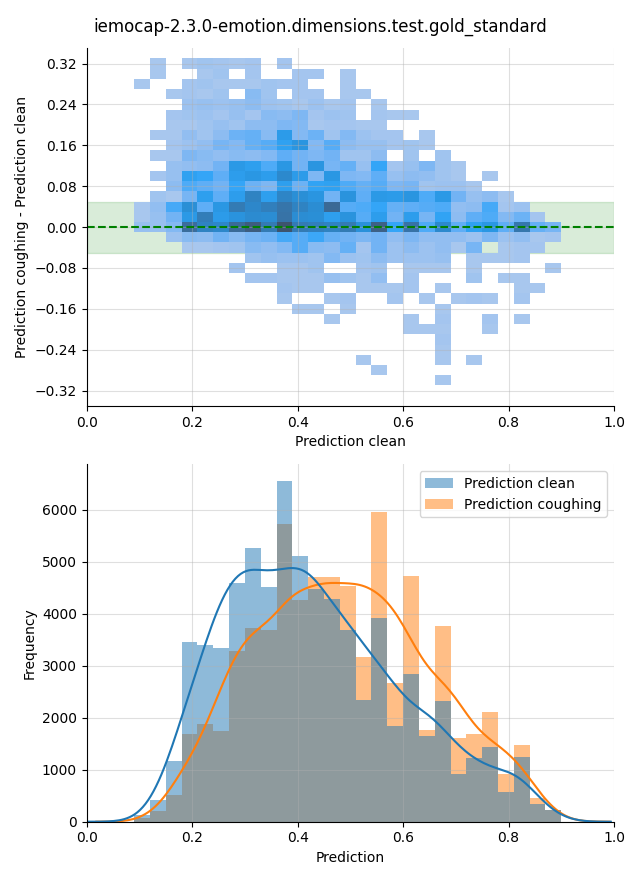 iemocap-2.3.0-emotion.dimensions.test.gold_standard
0.32
0.24
0.16
0.08
0.00
−0.08
−0.16
−0.24
−0.32
Prediction coughing - Prediction clean
0.0 0.2 0.4 0.6 0.8 1.0
Prediction clean
Prediction clean
Prediction coughing
6000
5000
4000
3000
2000
1000
0
Frequency
0.0 0.2 0.4 0.6 0.8 1.0
Prediction